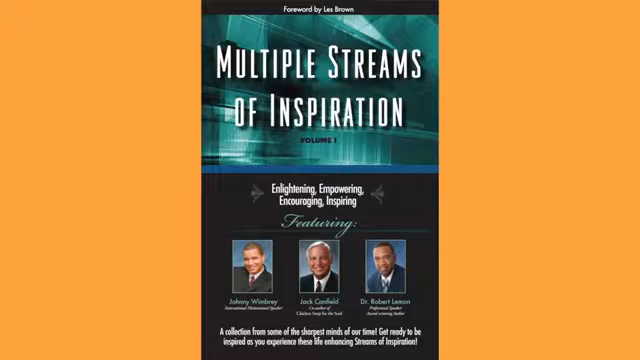 Foreword by Les Brown
MULTIPLE STREAMS
OF INSPIRATION
VOLUME I
Enlightening, Empowering,
Encouraging, Inspiring
Featuring:
Johnny Wimbrey
International Motivational Speaker
Jack Canfield
Co-author of
Chicken Soup for the Soul
Dr. Robert Lemon
Professional Speaker
Award winning Author
A collection from some of the sharpest minds of our time! Get ready to be
inspired as you experience these life enhancing Streams of Inspiration!